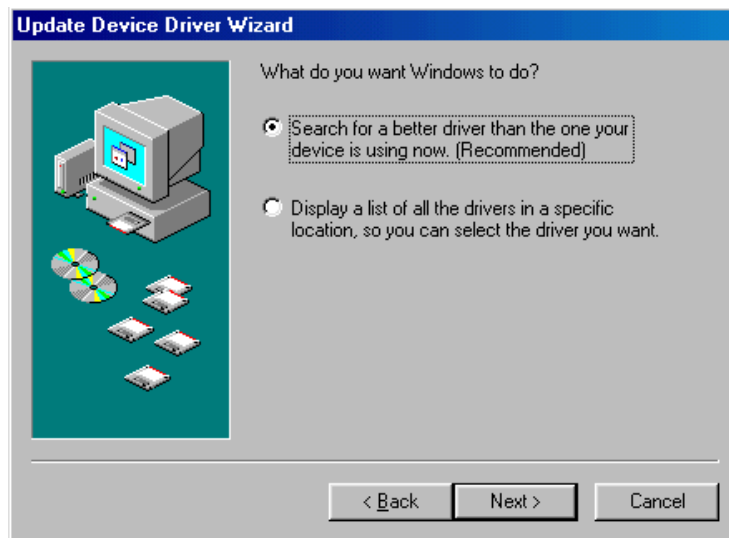 Update Device Driver Wizard
What do you want Windows to do?
Search for a better driver than the one your
device is using now. (Recommended)
Display a list of all the drivers in a specific
location, so you can select the driver you want.
< Back Next > Cancel